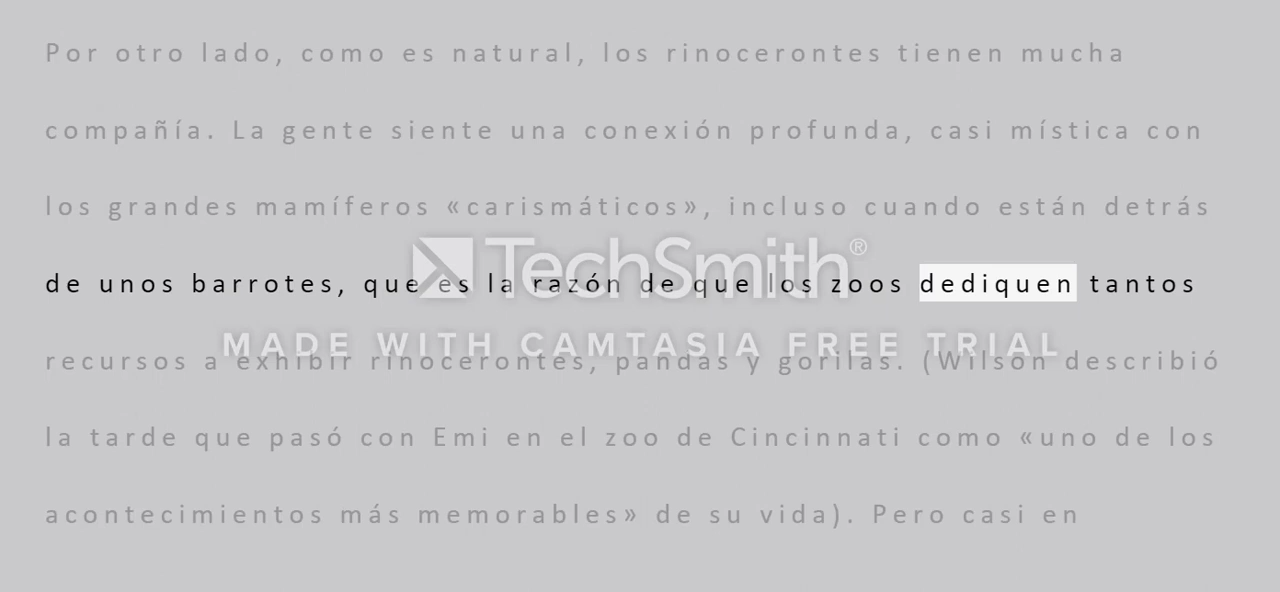 Por otro lado, como es natural, los rinocerontes tienen mucha
compañía. La gente siente una conexión profunda, casi mística con
los grandes mamíferos «carismáticos», incluso cuando están detrás
TechSmith®
de unos barrotes, que es la razón de que los zoos dediquen tantos
MADE WITH CAMTASIA FREE TRIAL
recursos a exhibir rinocerontes, pandas y gorilas. (Wilson describió
la tarde que pasó con Emi en el zoo de Cincinnati como «uno de los
acontecimientos más memorables» de su vida). Pero casi en